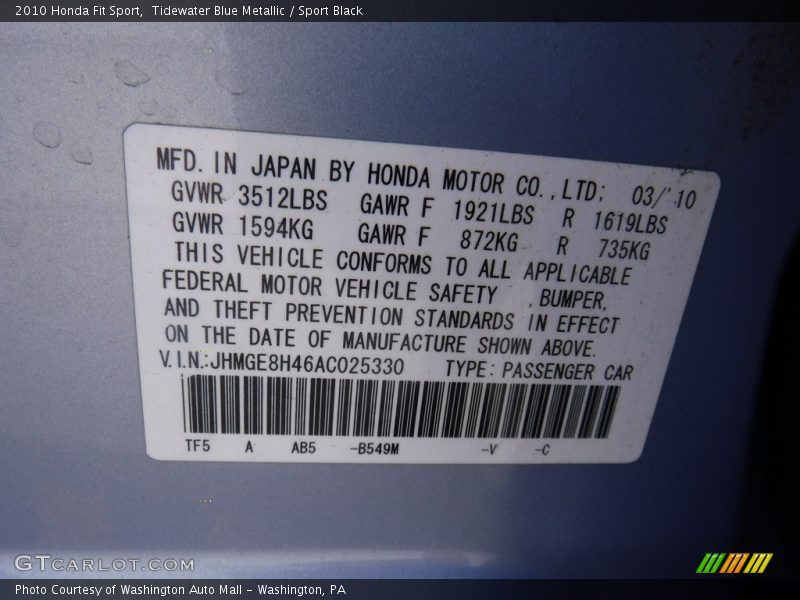 2010 Honda Fit Sport,  Tidewater Blue Metallic / Sport Black
MFD. IN JAPAN BY HONDA MOTOR CO.,LTD; 03/'10
GVWR 3512LBS GAWR F 1921LBS R 1619LBS
GVWR 1594KG GAWR F 872KG R 735KG
THIS VEHICLE CONFORMS TO ALL APPLICABLE
FEDERAL MOTOR VEHICLE SAFETY ,BUMPER,
AND THEFT PREVENTION STANDARDS IN EFFECT
ON THE DATE OF MANUFACTURE SHOWN ABOVE.
V.I.N.:JHMGE8H46AC025330 TYPE: PASSENGER CAR
TF5 A AB5 -B549M -V -C
GTCARLOT.COM
Photo Courtesy of Washington Auto Mall - Washington, PA